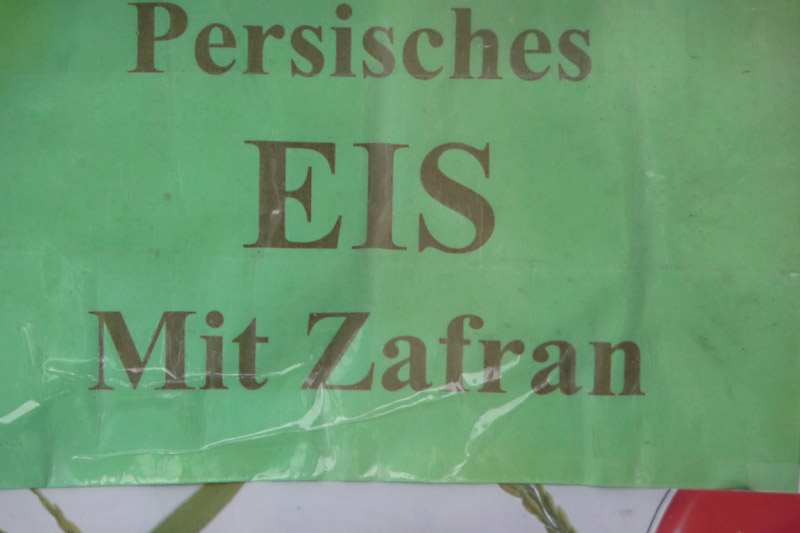 Persisches
EIS
Mit Zafran